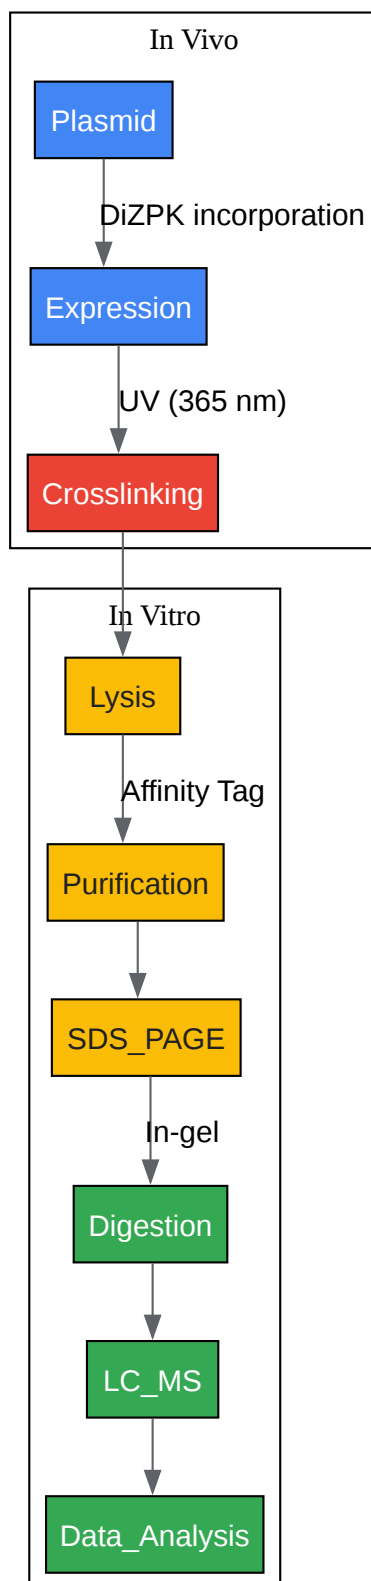 In Vivo
Plasmid
DiZPK incorporation
Expression
UV (365 nm)
Crosslinking
In Vitro
Lysis
Affinity Tag
Purification
SDS_PAGE
In-gel
Digestion
LC_MS
Data_Analysis